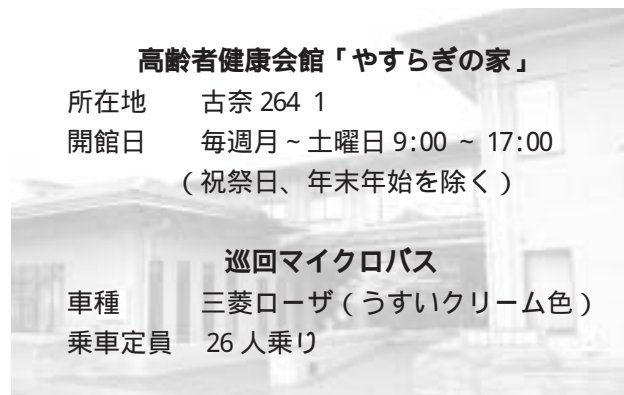 高齢者健康会館「やすらぎの家」
所在地 古奈 264 1
開館日 毎週月~土曜日 9:00 ~ 17:00
(祝祭日、年末年始を除く)
巡回マイクロバス
車種 三菱ローザ(うすいクリーム色)
乗車定員 26 人乗り